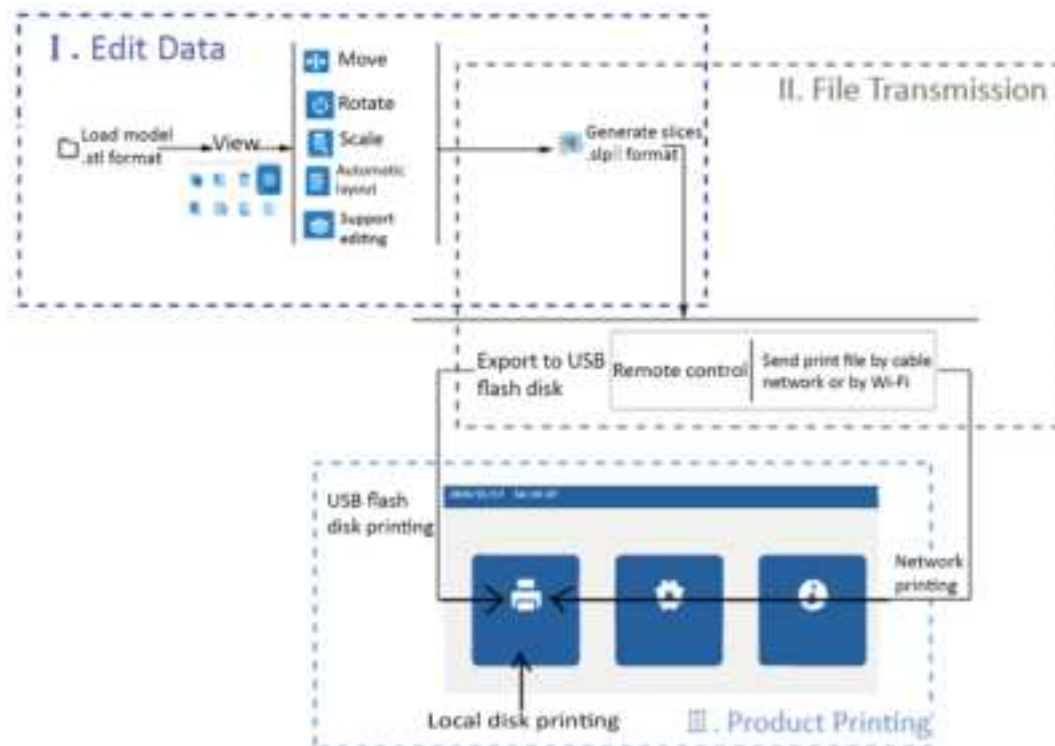 I. Edit Data
Move
Rotate
Scale
Automatic
layout
Support
editing
Load model
.stl format
View
Generate slices
format
II. File Transmission
Export to USB
flash disk
Remote control
Send print file by cable
network or by Wi-Fi
USB flash
disk printing
Network
printing
Local disk printing
III. Product Printing